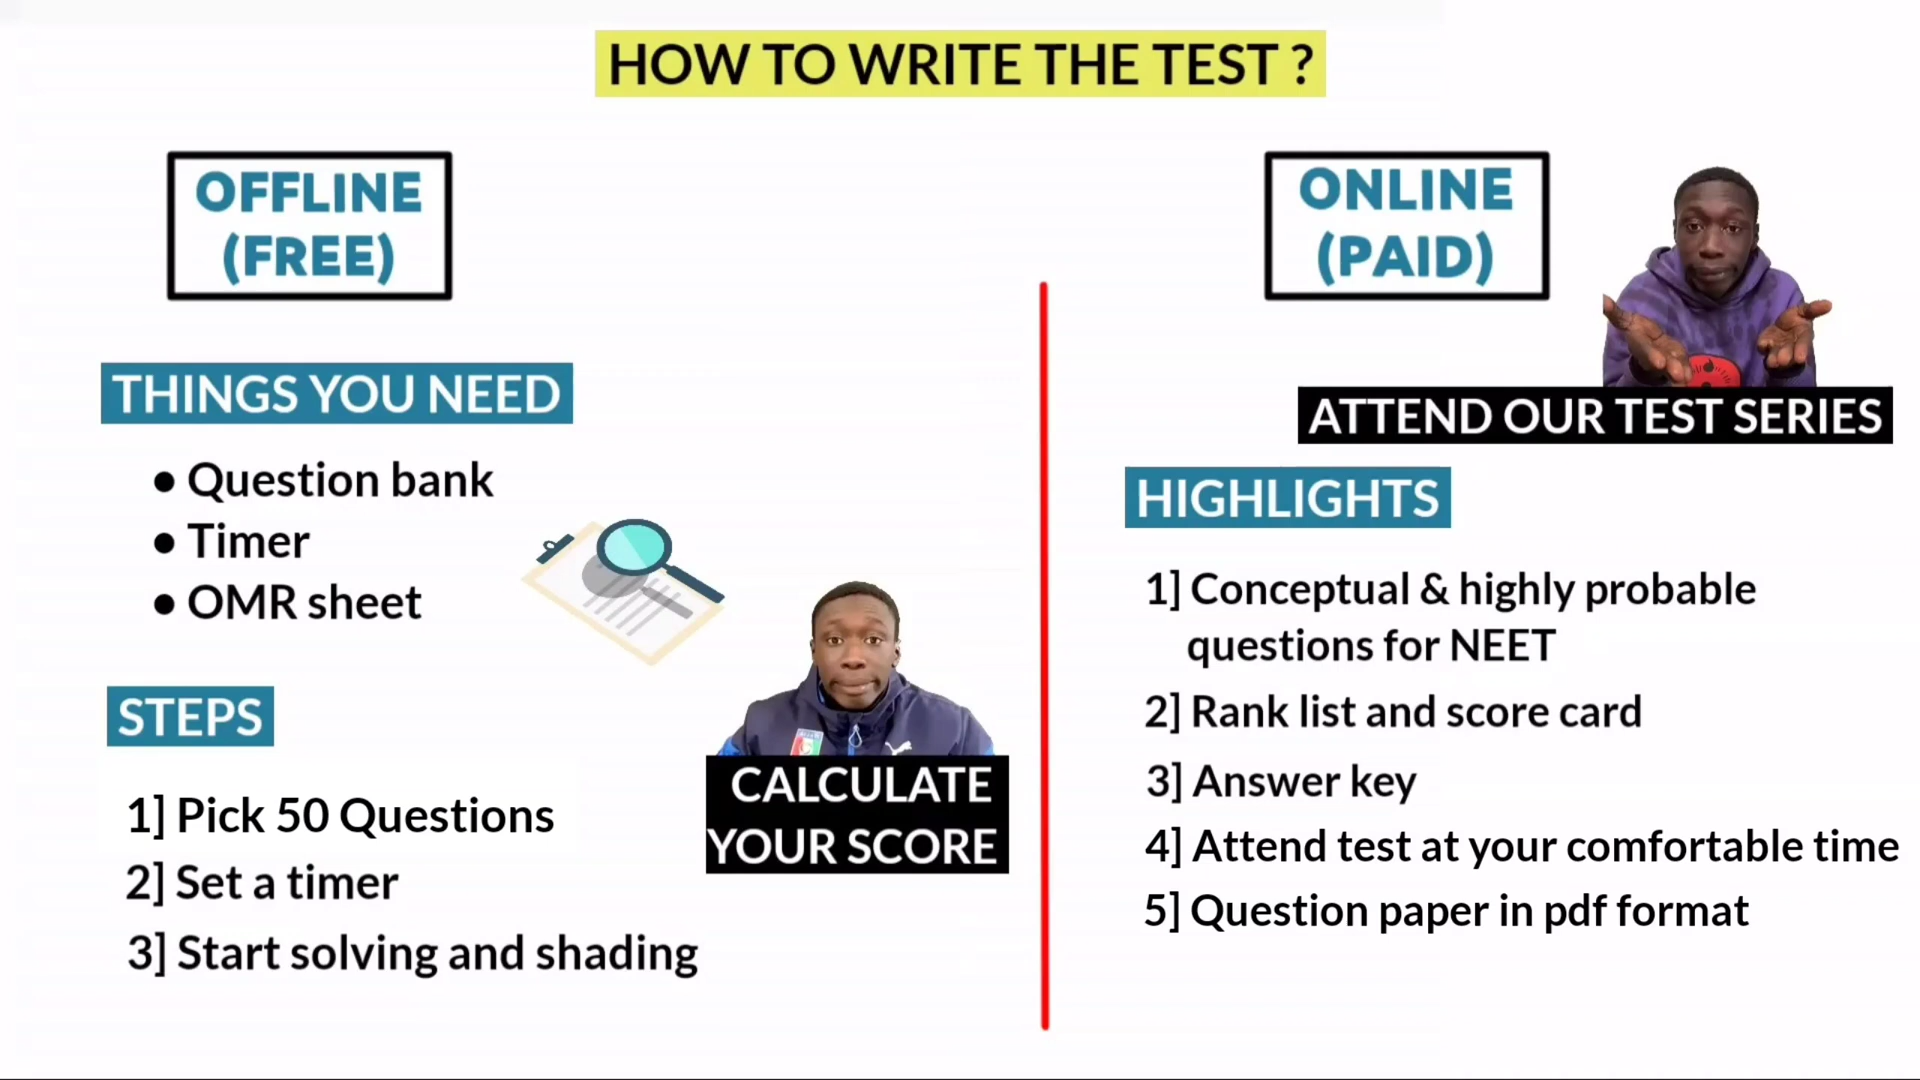 HOW TO WRITE THE TEST ?
OFFLINE
(FREE)
THINGS YOU NEED
● Question bank
● Timer
● OMR sheet
STEPS
1] Pick 50 Questions
2] Set a timer
3] Start solving and shading
CALCULATE
YOUR SCORE
ONLINE
(PAID)
ATTEND OUR TEST SERIES
HIGHLIGHTS
1] Conceptual & highly probable
questions for NEET
2] Rank list and score card
3] Answer key
4] Attend test at your comfortable time
5] Question paper in pdf format